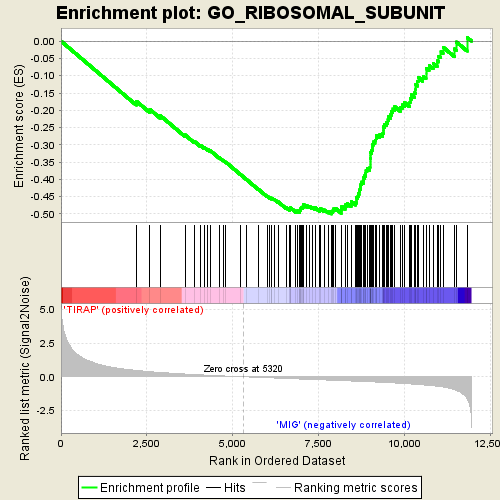 Enrichment plot: GO_RIBOSOMAL_SUBUNIT
Enrichment score (ES)
0.00
-0.05
-0.10
-0.15
-0.20
-0.25
-0.30
-0.35
-0.40
-0.45
-0.50
'TIRAP' (positively correlated)
Ranked list metric (Signal2Noise)
5.0
2.5
0.0
-2.5
Zero cross at 5320
'MIG' (negatively correlated)
0
2,500
5,000
7,500
10,000
12,500
Rank in Ordered Dataset
Enrichment profile
Hits
Ranking metric scores